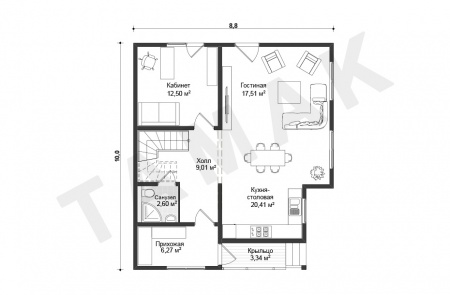 8,8
Кабинет
12,50 м²
Гостиная
17,51 м²
10,0
Холл
9,01 м²
Санузел
2,60 м²
Кухня-
столовая
20,41 м²
Прихожая
6,27 м²
Крыльцо
3,34 м²
ТАМАК